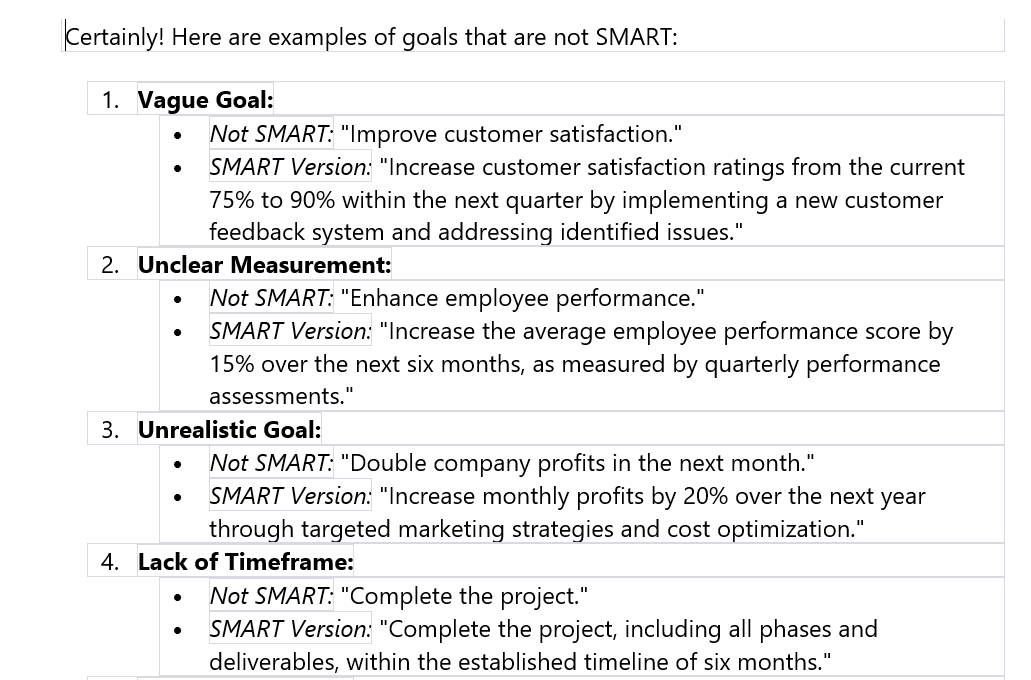 Certainly! Here are examples of goals that are not SMART:
1. Vague Goal:
• Not SMART: "Improve customer satisfaction."
• SMART Version: "Increase customer satisfaction ratings from the current
75% to 90% within the next quarter by implementing a new customer
feedback system and addressing identified issues."
2. Unclear Measurement:
• Not SMART: "Enhance employee performance."
• SMART Version: "Increase the average employee performance score by
15% over the next six months, as measured by quarterly performance
assessments."
3. Unrealistic Goal:
• Not SMART: "Double company profits in the next month."
• SMART Version: "Increase monthly profits by 20% over the next year
through targeted marketing strategies and cost optimization."
4. Lack of Timeframe:
• Not SMART: "Complete the project."
• SMART Version: "Complete the project, including all phases and
deliverables, within the established timeline of six months."